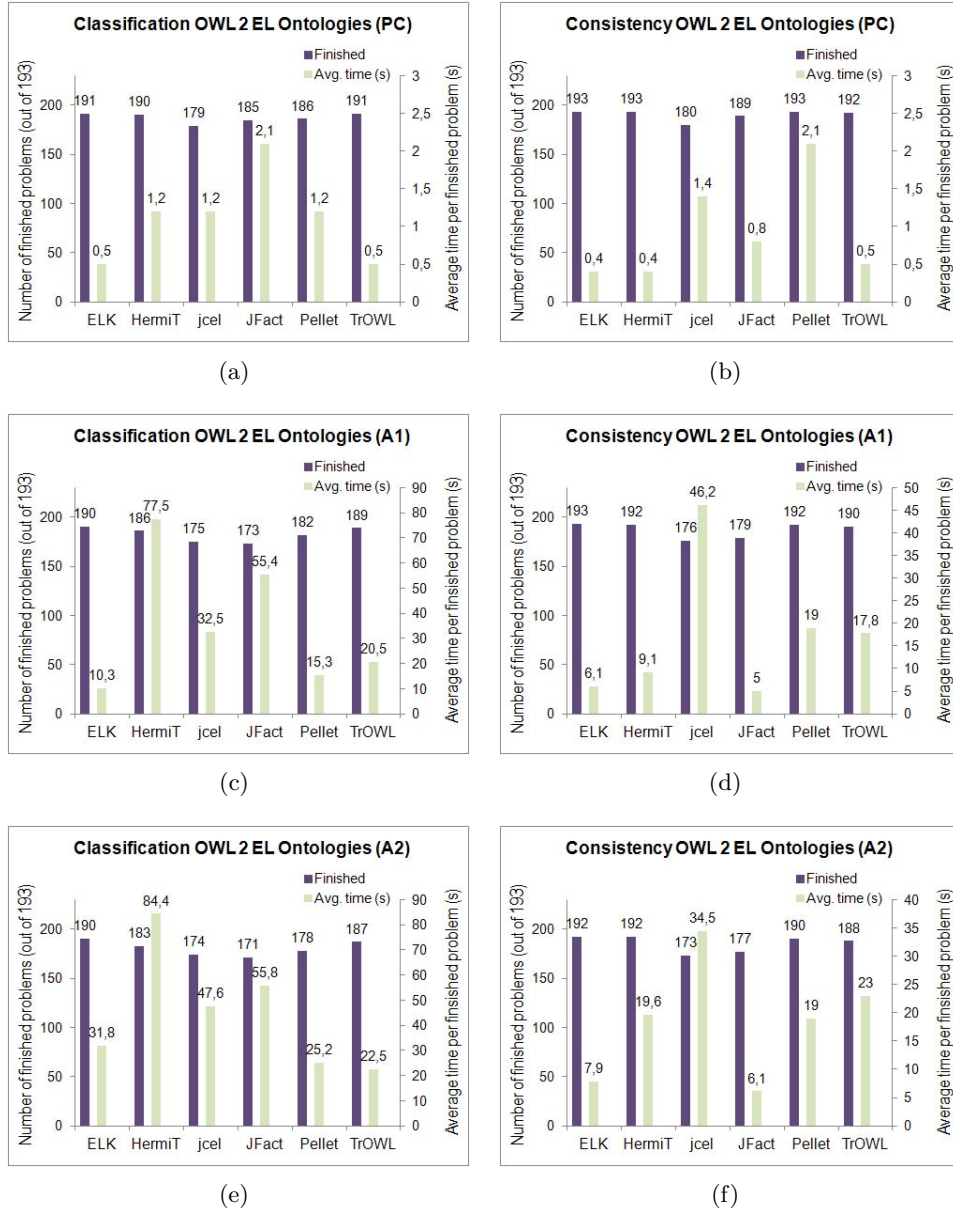 Classification OWL 2 EL Ontologies (PC)
Finished
Avg. time (s)
Number of finished problems (out of 193)
200
150
100
50
0
191 190 179 185 186 191
0,5 1,2 1,2 2,1 1,2 0,5
3
2,5
2
1,5
1
0,5
0
Average time per finsished problem (s)
ELK HermiT jcel JFact Pellet TrOWL
(a)
Consistency OWL 2 EL Ontologies (PC)
Finished
Avg. time (s)
Number of finished problems (out of 193)
200
150
100
50
0
193 193 180 189 193 192
0,4 0,4 1,4 0,8 2,1 0,5
3
2,5
2
1,5
1
0,5
0
Average time per finsished problem (s)
ELK HermiT jcel JFact Pellet TrOWL
(b)
Classification OWL 2 EL Ontologies (A1)
Finished
Avg. time (s)
Number of finished problems (out of 193)
200
150
100
50
0
190 186 175 173 182 189
10,3 77,5 32,5 55,4 15,3 20,5
90
80
70
60
50
40
30
20
10
0
Average time per finsished problem (s)
ELK HermiT jcel JFact Pellet TrOWL
(c)
Consistency OWL 2 EL Ontologies (A1)
Finished
Avg. time (s)
Number of finished problems (out of 193)
200
150
100
50
0
193 192 176 179 192 190
6,1 9,1 46,2 5 19 17,8
50
45
40
35
30
25
20
15
10
5
0
Average time per finsished problem (s)
ELK HermiT jcel JFact Pellet TrOWL
(d)
Classification OWL 2 EL Ontologies (A2)
Finished
Avg. time (s)
Number of finished problems (out of 193)
200
150
100
50
0
190 183 174 171 178 187
31,8 84,4 47,6 55,8 25,2 22,5
90
80
70
60
50
40
30
20
10
0
Average time per finsished problem (s)
ELK HermiT jcel JFact Pellet TrOWL
(e)
Consistency OWL 2 EL Ontologies (A2)
Finished
Avg. time (s)
Number of finished problems (out of 193)
200
150
100
50
0
192 192 173 177 190 188
7,9 19,6 34,5 6,1 19 23
40
35
30
25
20
15
10
5
0
Average time per finsished problem (s)
ELK HermiT jcel JFact Pellet TrOWL
(f)